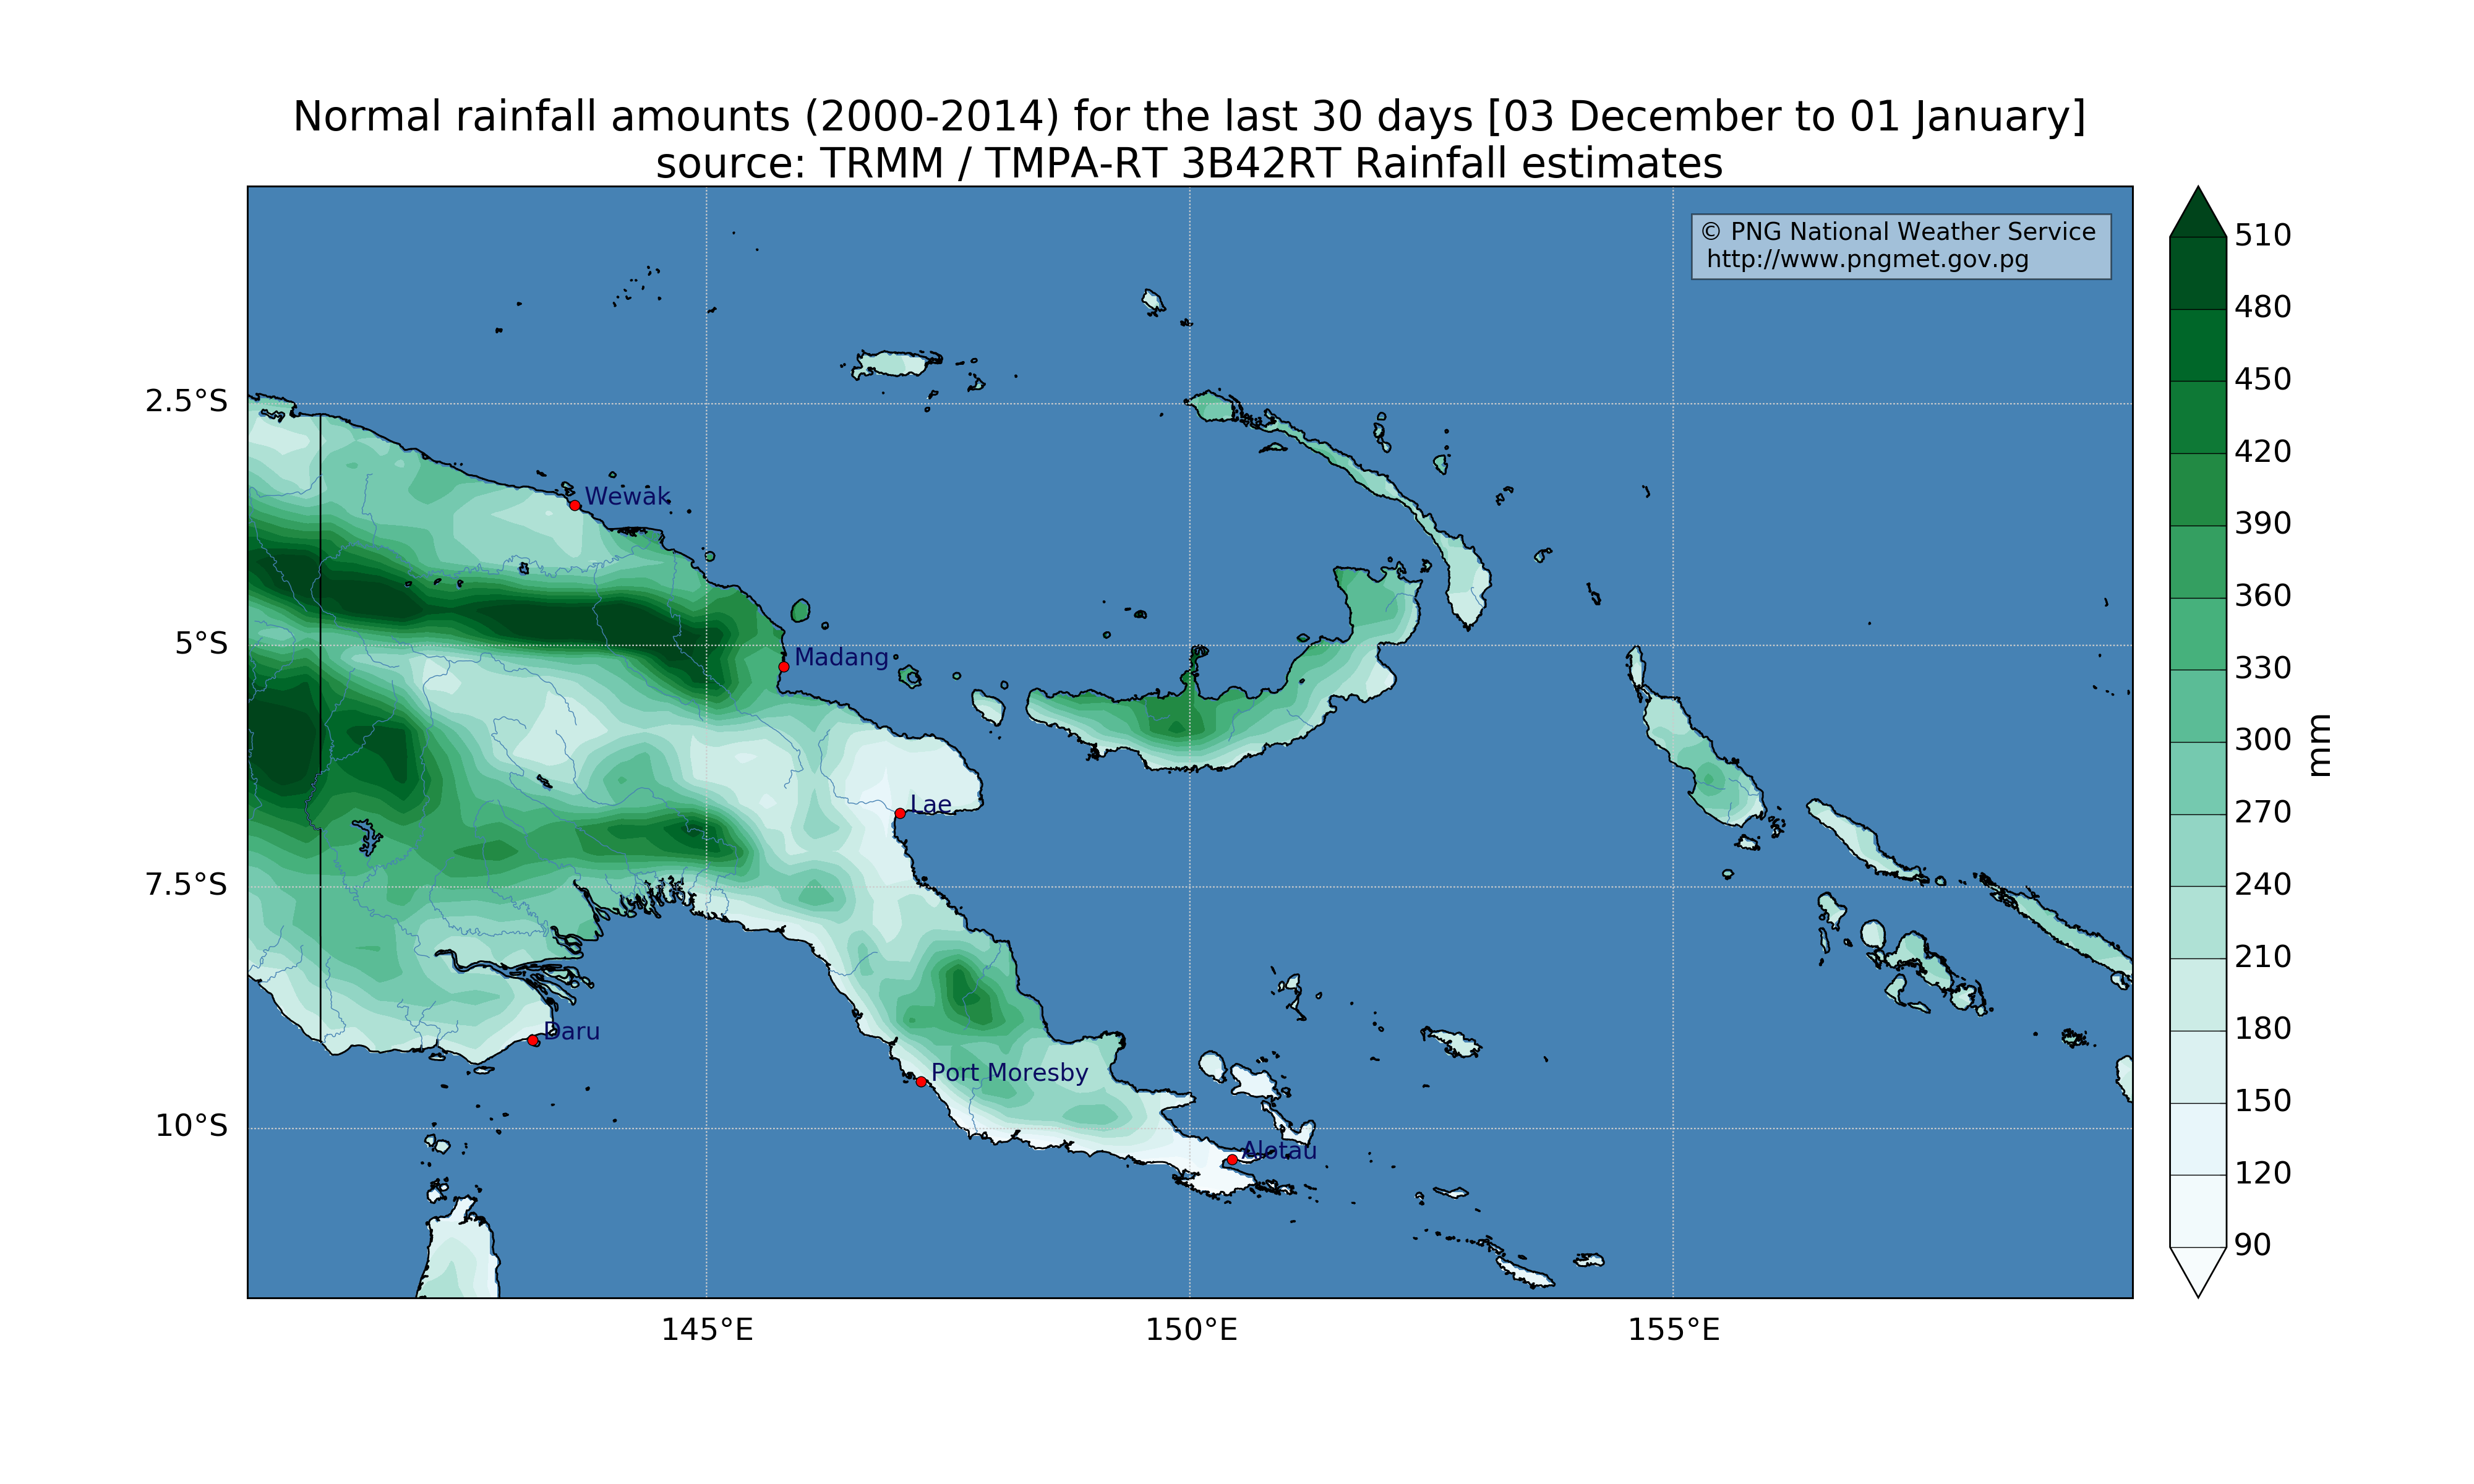 Normal rainfall amounts (2000-2014) for the last 30 days [03 December to 01 January]
source: TRMM / TMPA-RT 3B42RT Rainfall estimates
© PNG National Weather Service
http://www.pngmet.gov.pg
510
480
450
420
390
360
330
300
270
240
210
180
150
120
90
mm
2.5°S
5°S
7.5°S
10°S
Wewak
Madang
Lae
Daru
Port Moresby
Alotau
145°E
150°E
155°E